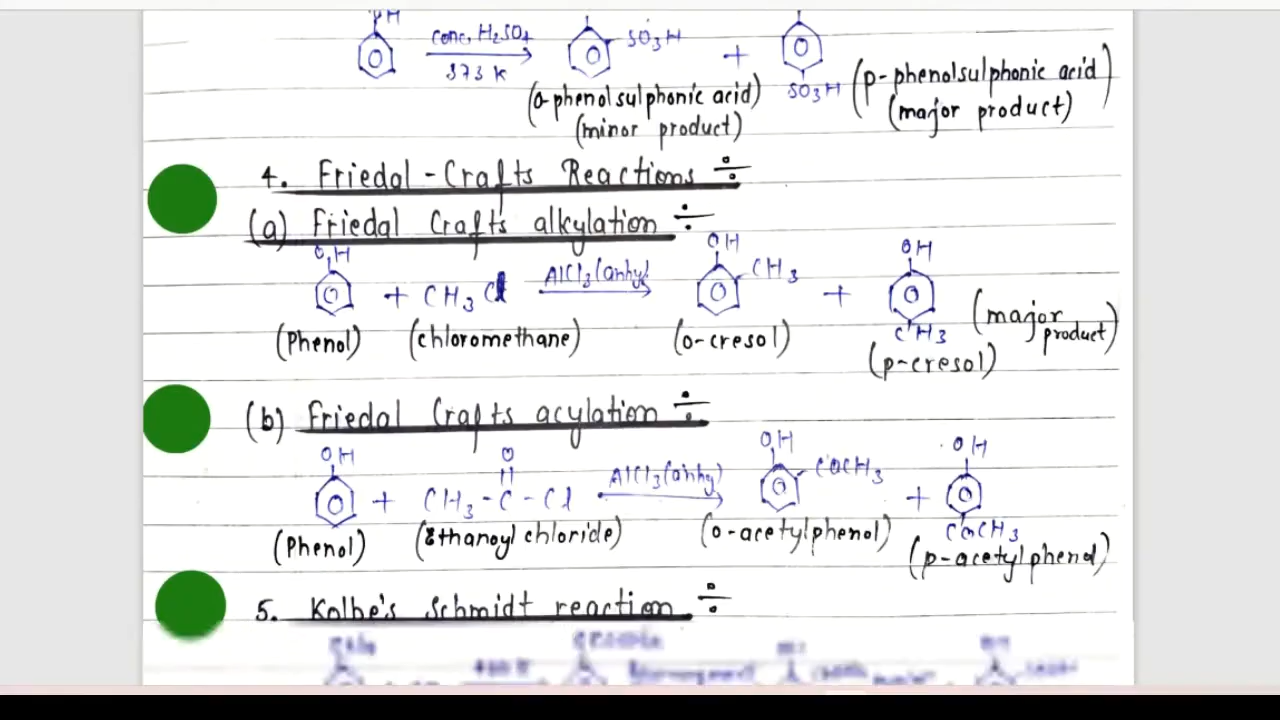 OH
conc. H2SO4
373 K
SO3H
+
SO3H
(o-phenolsulphonic acid)
(minor product)
(p-phenolsulphonic acid)
(major product)
4. Friedal-Crafts Reactions ÷
(a) Friedal Crafts alkylation ÷
OH + CH3Cl AlCl3(anhy) OH CH3 + OH CH3
(Phenol) (chloromethane) (o-cresol) (p-cresol) (major product)
(b) Friedal Crafts acylation ÷
OH + CH3-C-Cl O AlCl3(anhy) OH COCH3 + OH COCH3
(Phenol) (Ethanoyl chloride) (o-acetylphenol) (p-acetylphenol)
5. Kolbe's Schmidt reaction ÷